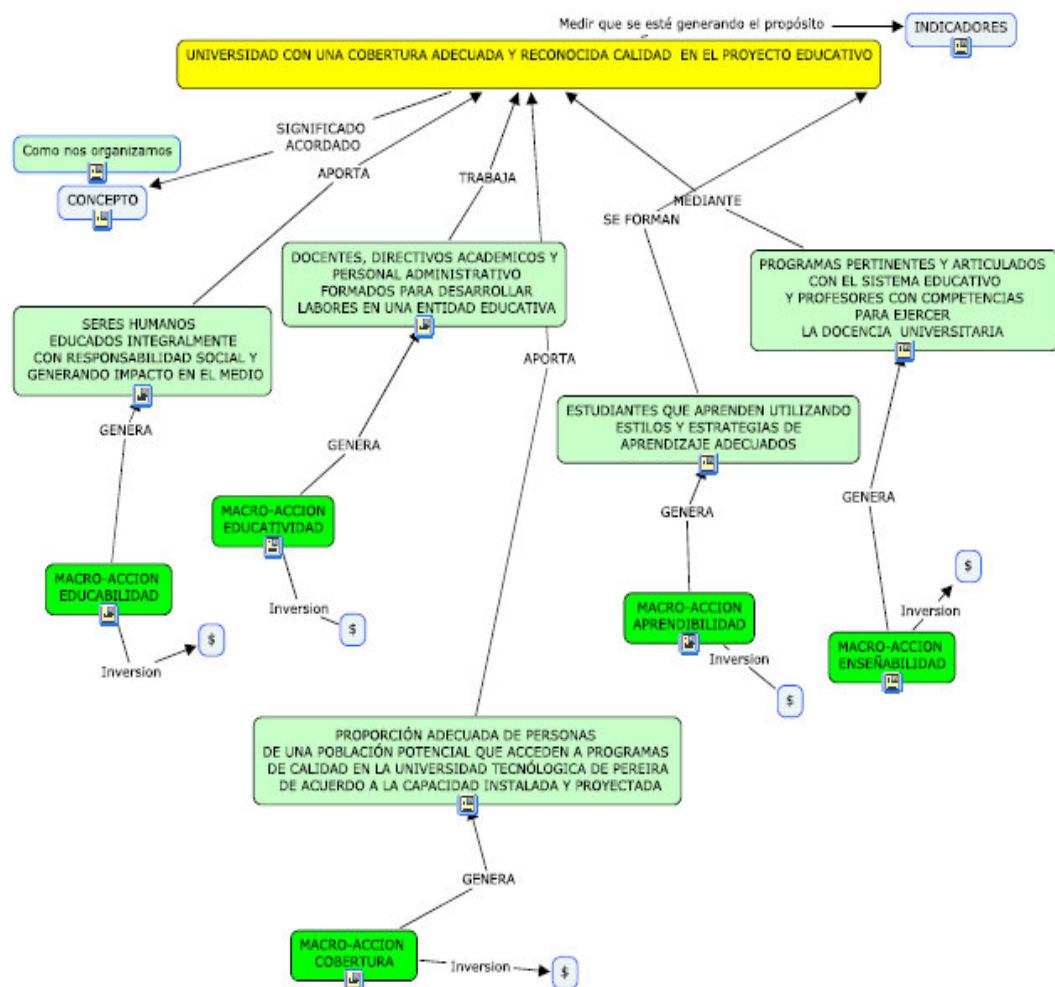 Medir que se esté generando el propósito
INDICADORES
UNIVERSIDAD CON UNA COBERTURA ADECUADA Y RECONOCIDA CALIDAD EN EL PROYECTO EDUCATIVO
SIGNIFICADO
ACORDADO
Como nos organizamos
CONCEPTO
APORTA
TRABAJA
MEDIANTE
SE FORMAN
DOCENTES, DIRECTIVOS ACADEMICOS Y
PERSONAL ADMINISTRATIVO
FORMADOS PARA DESARROLLAR
LABORES EN UNA ENTIDAD EDUCATIVA
PROGRAMAS PERTINENTES Y ARTICULADOS
CON EL SISTEMA EDUCATIVO
Y PROFESORES CON COMPETENCIAS
PARA EJERCER
LA DOCENCIA UNIVERSITARIA
SERES HUMANOS
EDUCADOS INTEGRALMENTE
CON RESPONSABILIDAD SOCIAL Y
GENERANDO IMPACTO EN EL MEDIO
APORTA
ESTUDIANTES QUE APRENDEN UTILIZANDO
ESTILOS Y ESTRATEGIAS DE
APRENDIZAJE ADECUADOS
GENERA
GENERA
GENERA
GENERA
MACRO-ACCION
EDUCATIVIDAD
MACRO-ACCION
EDUCABILIDAD
Inversion
$
Inversion
$
MACRO-ACCION
APRENDIBILIDAD
Inversion
$
MACRO-ACCION
ENSEÑABILIDAD
Inversion
$
PROPORCIÓN ADECUADA DE PERSONAS
DE UNA POBLACIÓN POTENCIAL QUE ACCEDEN A PROGRAMAS
DE CALIDAD EN LA UNIVERSIDAD TECNÓLOGICA DE PEREIRA
DE ACUERDO A LA CAPACIDAD INSTALADA Y PROYECTADA
GENERA
MACRO-ACCION
COBERTURA
Inversion
$